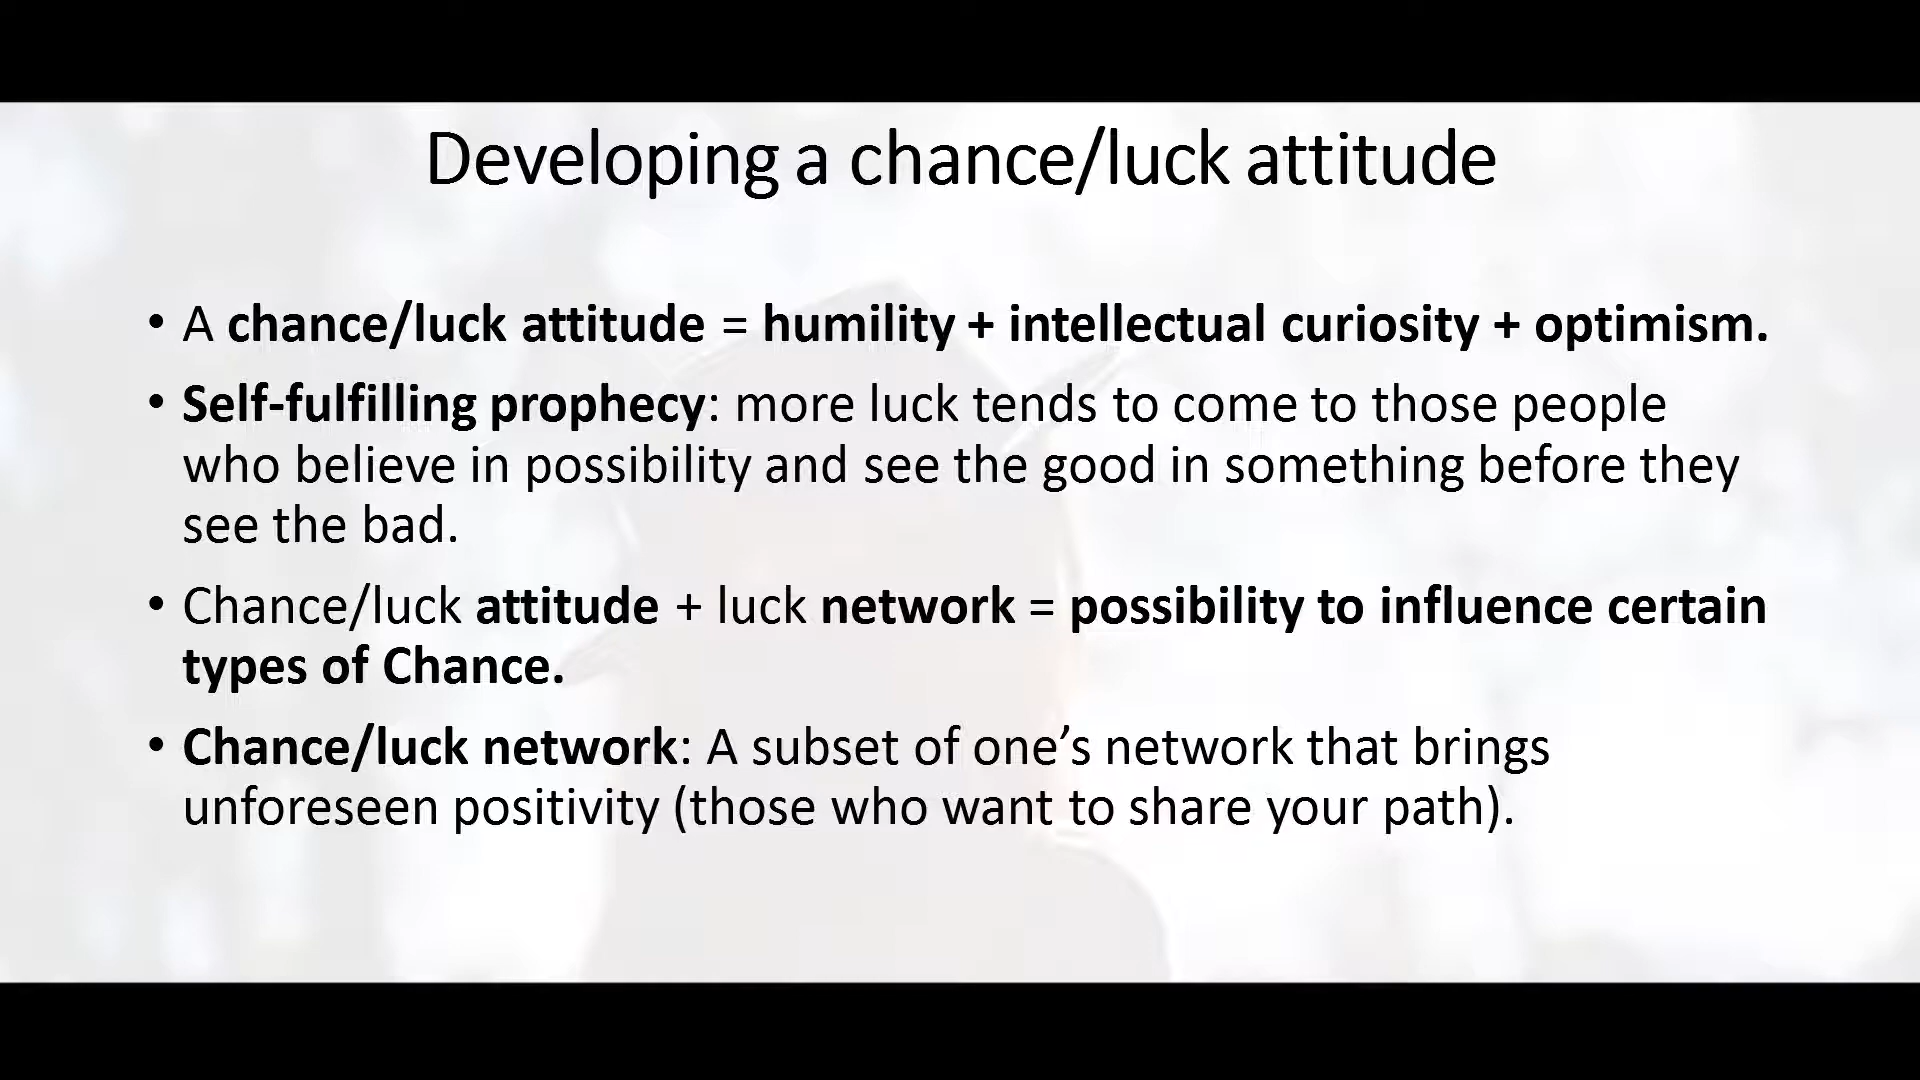 Developing a chance/luck attitude
• A chance/luck attitude = humility + intellectual curiosity + optimism.
• Self-fulfilling prophecy: more luck tends to come to those people
who believe in possibility and see the good in something before they
see the bad.
• Chance/luck attitude + luck network = possibility to influence certain
types of Chance.
• Chance/luck network: A subset of one’s network that brings
unforeseen positivity (those who want to share your path).